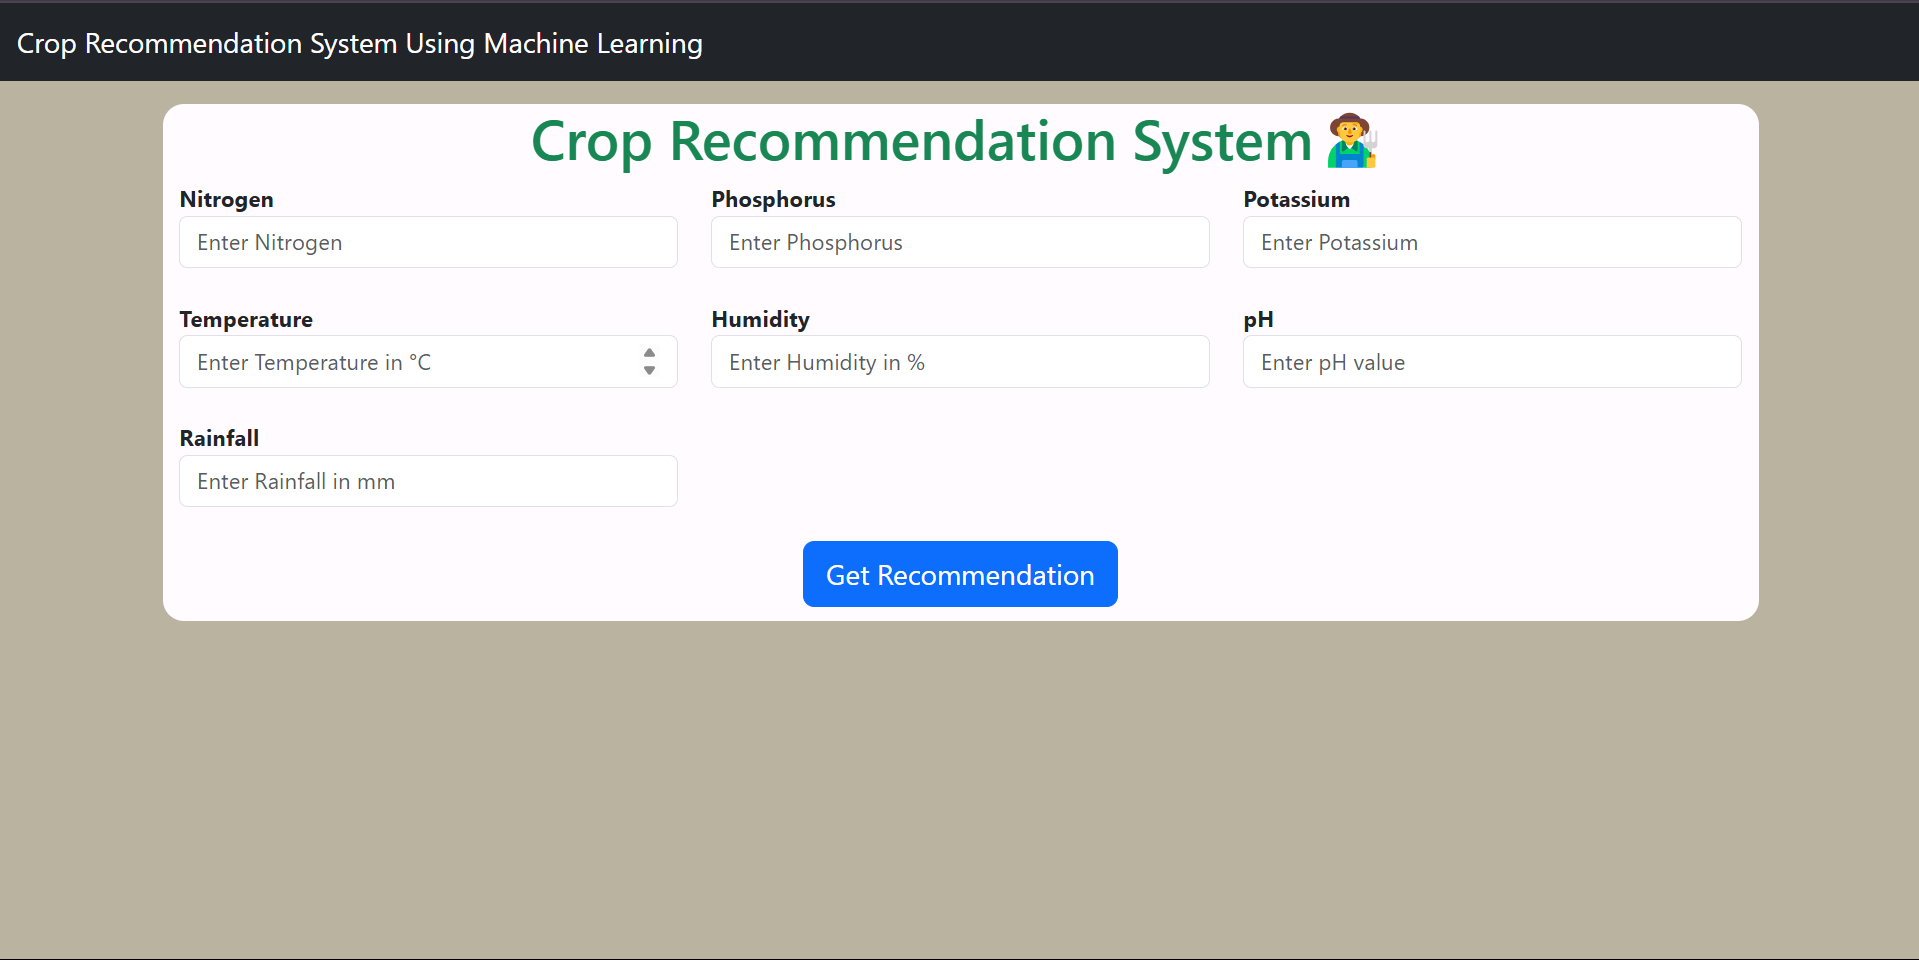 Crop Recommendation System Using Machine Learning
Crop Recommendation System
Nitrogen
Enter Nitrogen
Phosphorus
Enter Phosphorus
Potassium
Enter Potassium
Temperature
Enter Temperature in °C
Humidity
Enter Humidity in %
pH
Enter pH value
Rainfall
Enter Rainfall in mm
Get Recommendation